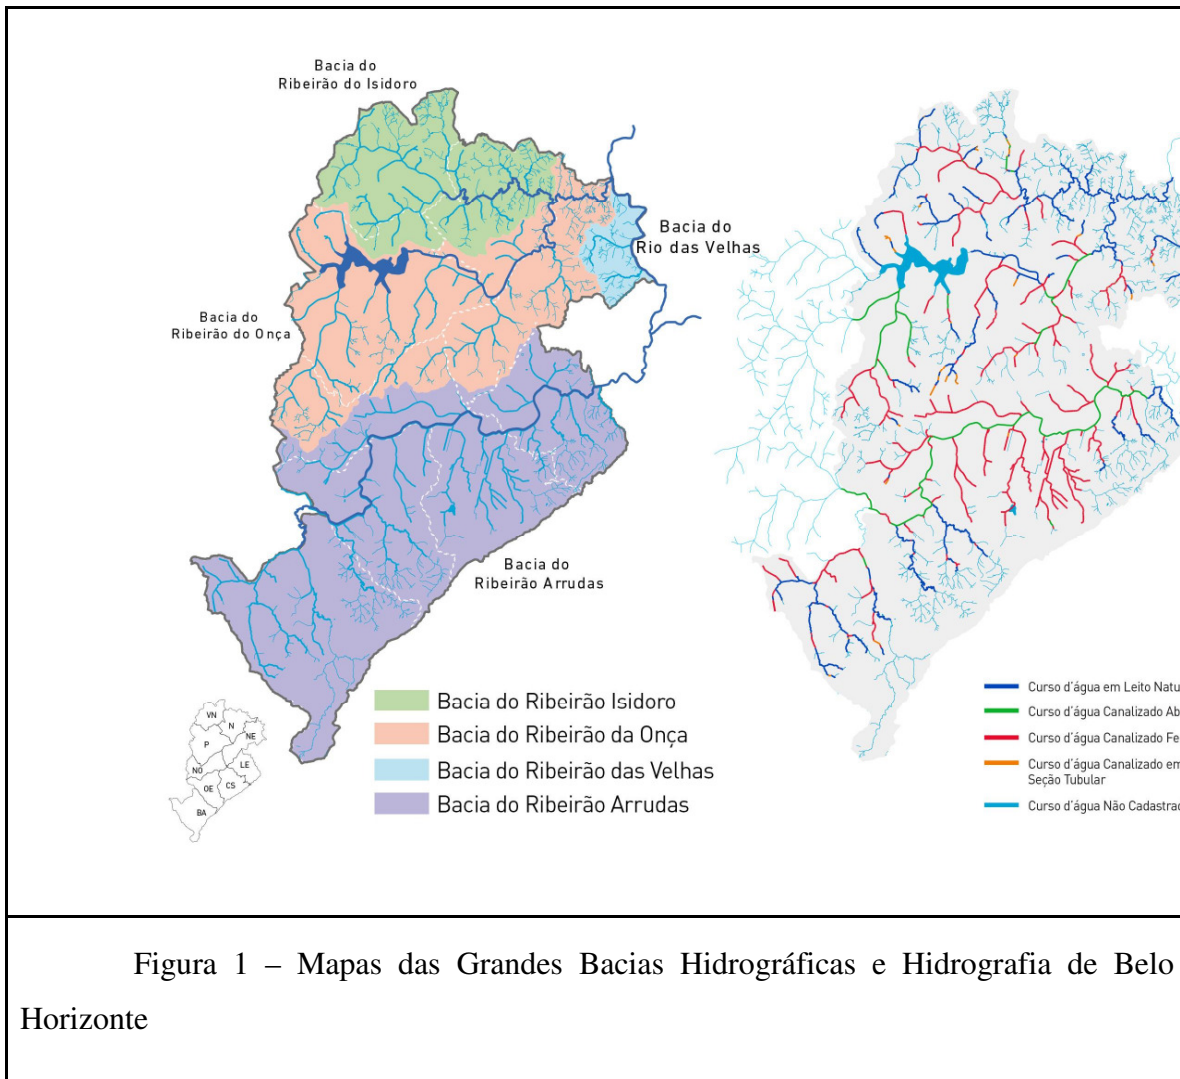 Bacia do
Ribeirão do Isidoro
Bacia do
Rio das Velhas
Bacia do
Ribeirão do Onça
Bacia do
Ribeirão Arrudas
VN
N
NE
P
NO
LE
OE
CS
BA
Bacia do Ribeirão Isidoro
Bacia do Ribeirão da Onça
Bacia do Ribeirão das Velhas
Bacia do Ribeirão Arrudas
Curso d'água em Leito Natu
Curso d'água Canalizado Ab
Curso d'água Canalizado Fe
Curso d'água Canalizado em
Seção Tubular
Curso d'água Não Cadastrad
Figura 1 – Mapas das Grandes Bacias Hidrográficas e Hidrografia de Belo
Horizonte